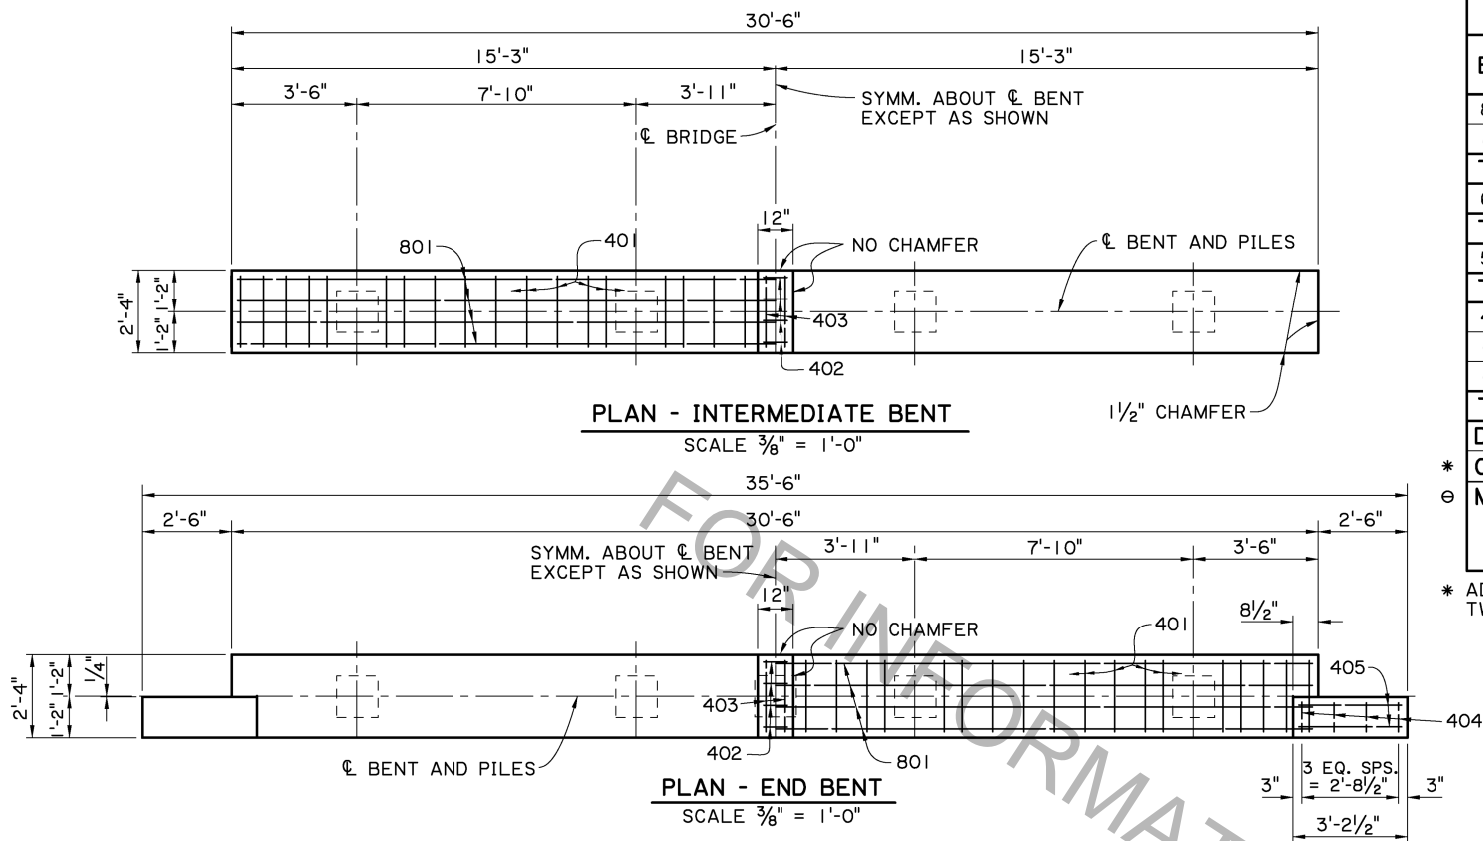 30'-6"
15'-3" 15'-3"
3'-6" 7'-10" 3'-11"
SYMM. ABOUT ℄ BENT
EXCEPT AS SHOWN
℄ BRIDGE
12"
801
401
NO CHAMFER
℄ BENT AND PILES
2'-4"
1'-2"
1'-2"
403
402
1½" CHAMFER
PLAN - INTERMEDIATE BENT
SCALE ⅜" = 1'-0"
35'-6"
2'-6" 30'-6" 2'-6"
SYMM. ABOUT ℄ BENT
EXCEPT AS SHOWN
3'-11" 7'-10" 3'-6"
12"
8½"
NO CHAMFER
401
405
2'-4"
1'-2"
1'-2"
¼"
403
404
402
801
℄ BENT AND PILES
PLAN - END BENT
SCALE ⅜" = 1'-0"
3"
3 EQ. SPS.
= 2'-8½"
3"
3'-2½"
FOR INFORMAT
* C
⊖ M
* AD
TW